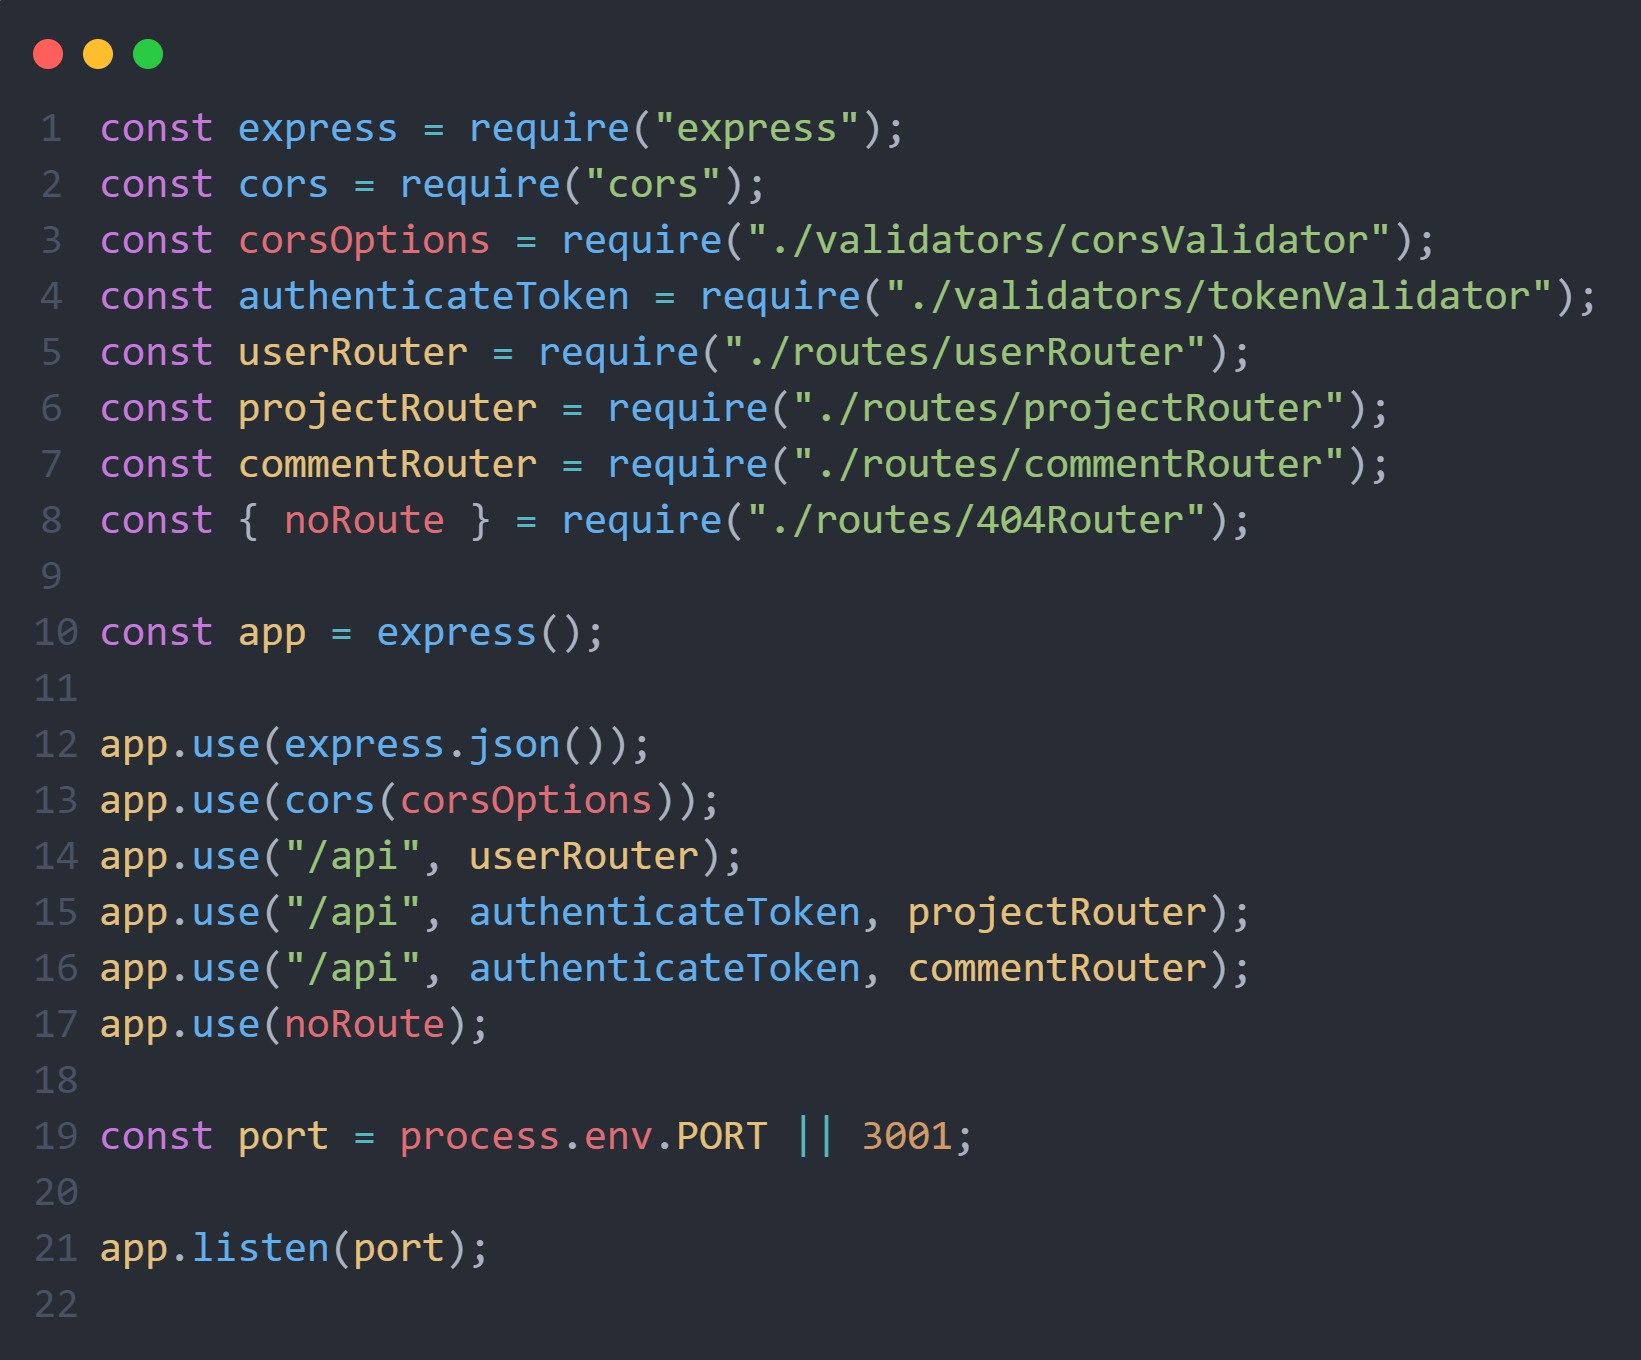 1 const express = require("express");
2 const cors = require("cors");
3 const corsOptions = require("./validators/corsValidator");
4 const authenticateToken = require("./validators/tokenValidator");
5 const userRouter = require("./routes/userRouter");
6 const projectRouter = require("./routes/projectRouter");
7 const commentRouter = require("./routes/commentRouter");
8 const { noRoute } = require("./routes/404Router");
9
10 const app = express();
11
12 app.use(express.json());
13 app.use(cors(corsOptions));
14 app.use("/api", userRouter);
15 app.use("/api", authenticateToken, projectRouter);
16 app.use("/api", authenticateToken, commentRouter);
17 app.use(noRoute);
18
19 const port = process.env.PORT || 3001;
20
21 app.listen(port);
22